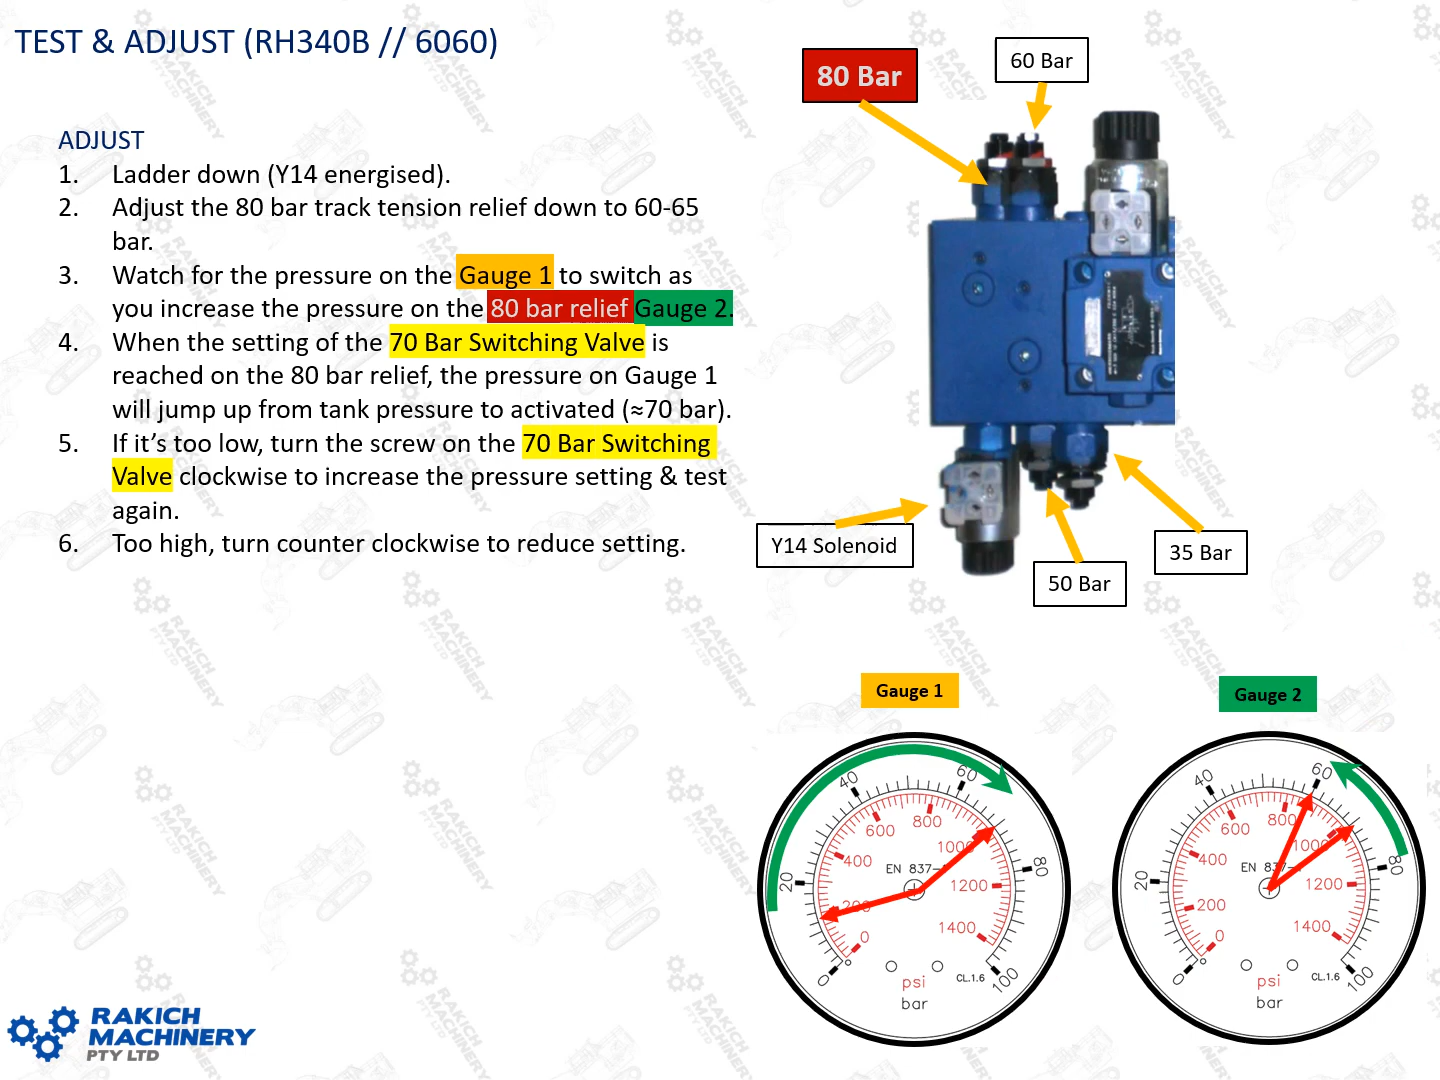 TEST & ADJUST (RH340B // 6060)
ADJUST
1. Ladder down (Y14 energised).
2. Adjust the 80 bar track tension relief down to 60-65
bar.
3. Watch for the pressure on the Gauge 1 to switch as
you increase the pressure on the 80 bar relief Gauge 2.
4. When the setting of the 70 Bar Switching Valve is
reached on the 80 bar relief, the pressure on Gauge 1
will jump up from tank pressure to activated (≈70 bar).
5. If it’s too low, turn the screw on the 70 Bar Switching
Valve clockwise to increase the pressure setting & test
again.
6. Too high, turn counter clockwise to reduce setting.
80 Bar
60 Bar
Y14 Solenoid
50 Bar
35 Bar
Gauge 1
0 20 40 60 80 100
0 200 400 600 800 1000 1200 1400
EN 837-
CL.1.6
psi
bar
Gauge 2
0 20 40 60 80 100
0 200 400 600 800 1000 1200 1400
EN 837-
CL.1.6
psi
bar
RAKICH
MACHINERY
PTY LTD